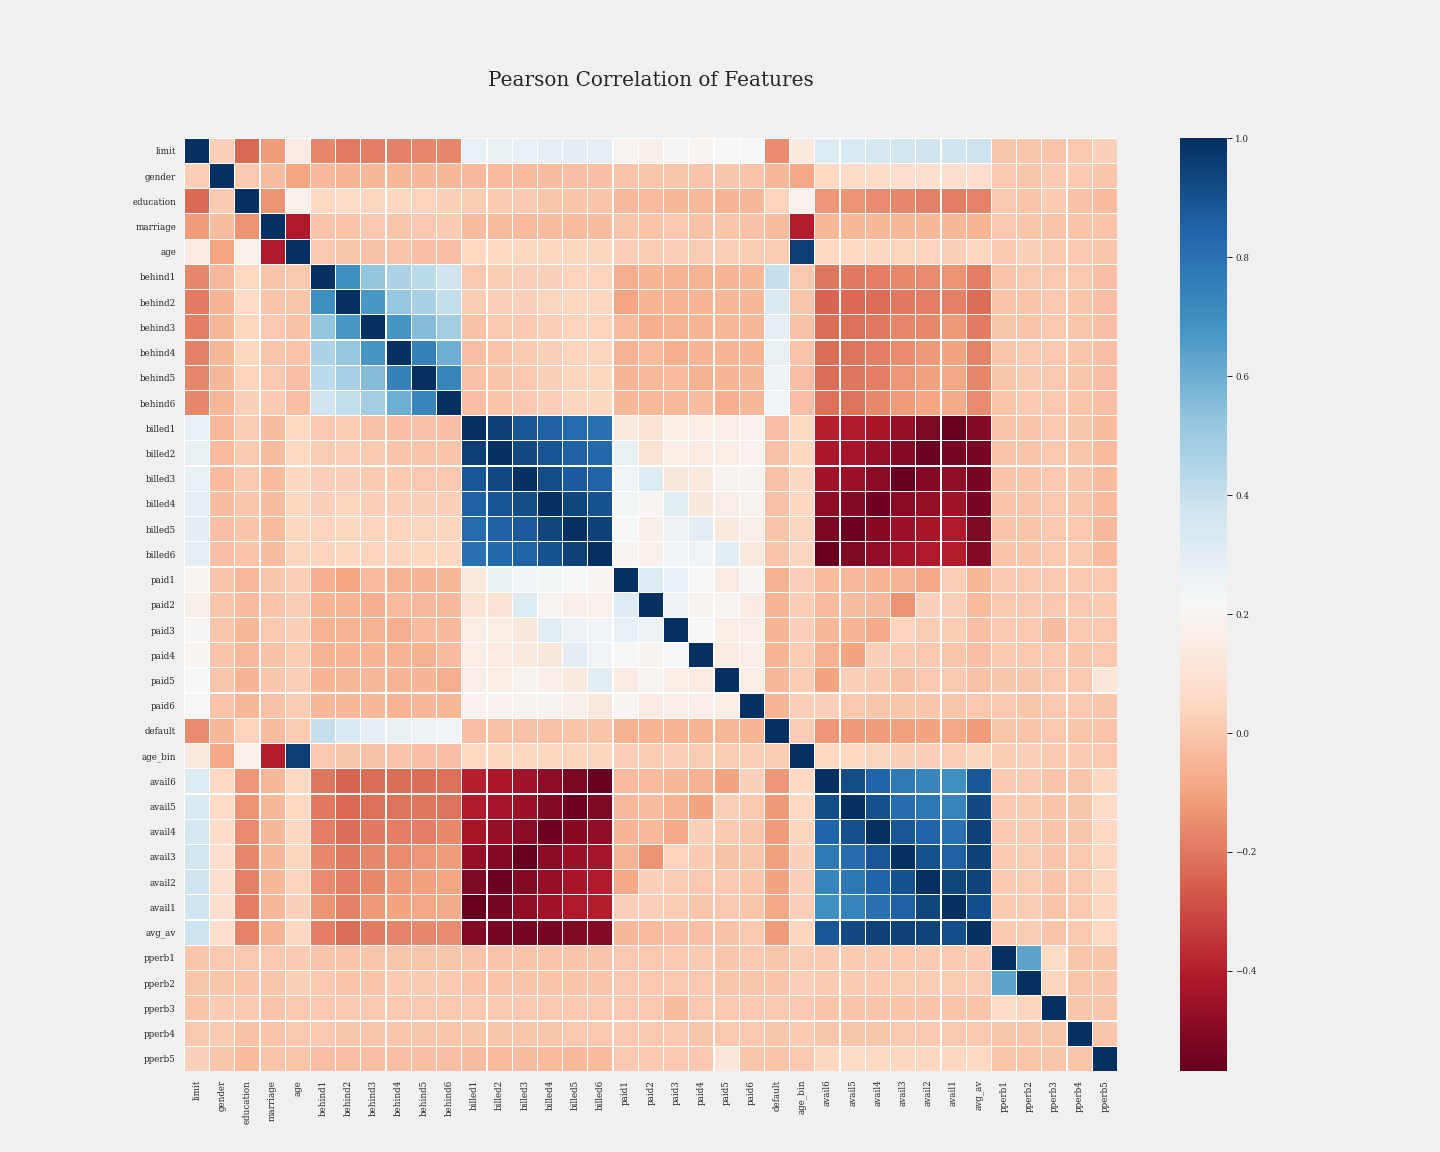 Pearson Correlation of Features
limit
gender
education
marriage
age
behind1
behind2
behind3
behind4
behind5
behind6
billed1
billed2
billed3
billed4
billed5
billed6
paid1
paid2
paid3
paid4
paid5
paid6
default
age_bin
avail6
avail5
avail4
avail3
avail2
avail1
avg_av
pperb1
pperb2
pperb3
pperb4
pperb5
limit
gender
education
marriage
age
behind1
behind2
behind3
behind4
behind5
behind6
billed1
billed2
billed3
billed4
billed5
billed6
paid1
paid2
paid3
paid4
paid5
paid6
default
age_bin
avail6
avail5
avail4
avail3
avail2
avail1
avg_av
pperb1
pperb2
pperb3
pperb4
pperb5
1.0
0.8
0.6
0.4
0.2
0.0
−0.2
−0.4